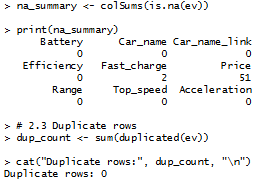 > na_summary <- colSums(is.na(ev))
> print(na_summary)
Battery Car_name Car_name_link
0 0 0
Efficiency Fast_charge Price
0 2 51
Range Top_speed Acceleration
0 0 0
> # 2.3 Duplicate rows
> dup_count <- sum(duplicated(ev))
> cat("Duplicate rows:", dup_count, "\n")
Duplicate rows: 0